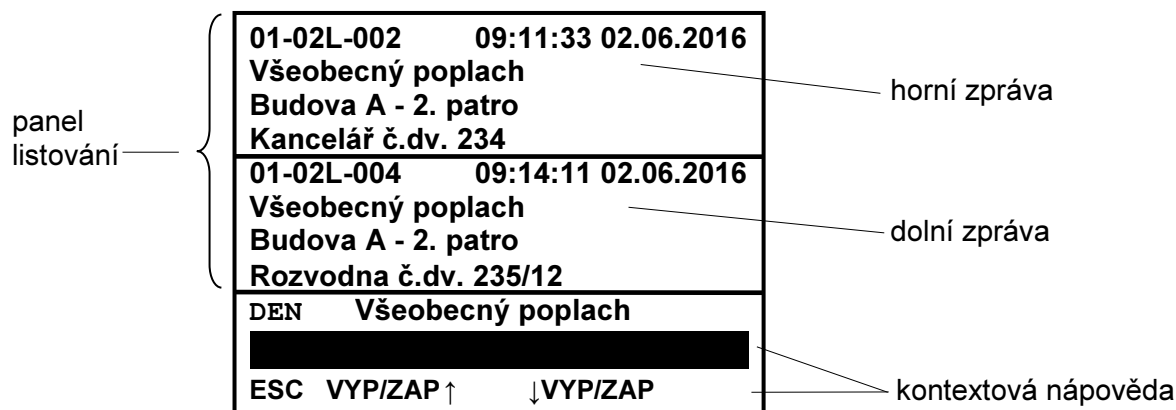 01-02L-002 09:11:33 02.06.2016
Všeobecný poplach
Budova A - 2. patro
Kancelář č.dv. 234
01-02L-004 09:14:11 02.06.2016
Všeobecný poplach
Budova A - 2. patro
Rozvodna č.dv. 235/12
DEN Všeobecný poplach
ESC VYP/ZAP↑ ↓VYP/ZAP
panel
listování
horní zpráva
dolní zpráva
kontextová nápověda